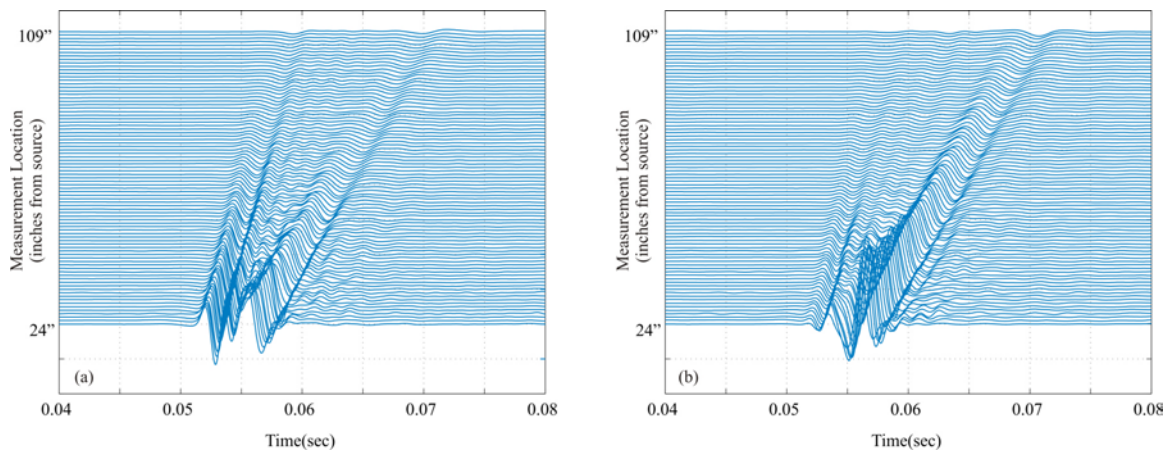 109”
Measurement Location
(inches from source)
24”
(a)
0.04 0.05 0.06 0.07 0.08
Time(sec)
109”
Measurement Location
(inches from source)
24”
(b)
0.04 0.05 0.06 0.07 0.08
Time(sec)